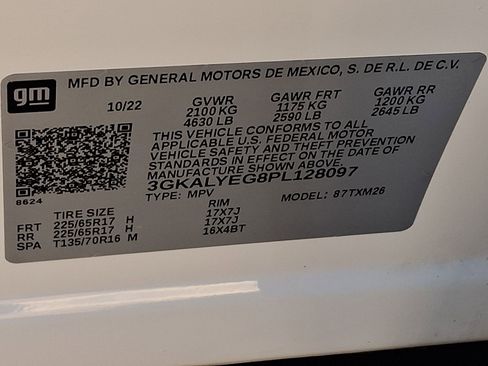 gm
MFD BY GENERAL MOTORS DE MEXICO, S. DE R.L. DE C.V.
10/22 GVWR GAWR FRT GAWR RR
2100 KG 1175 KG 1200 KG
4630 LB 2590 LB 2645 LB
THIS VEHICLE CONFORMS TO ALL
APPLICABLE U.S. FEDERAL MOTOR
VEHICLE SAFETY AND THEFT PREVENTION
STANDARDS IN EFFECT ON THE DATE OF
MANUFACTURE SHOWN ABOVE.
3GKALYEG8PL128097
8624 TYPE: MPV MODEL: 87TXM26
TIRE SIZE RIM
FRT 225/65R17 H 17X7J
RR 225/65R17 H 17X7J
SPA T135/70R16 M 16X4BT